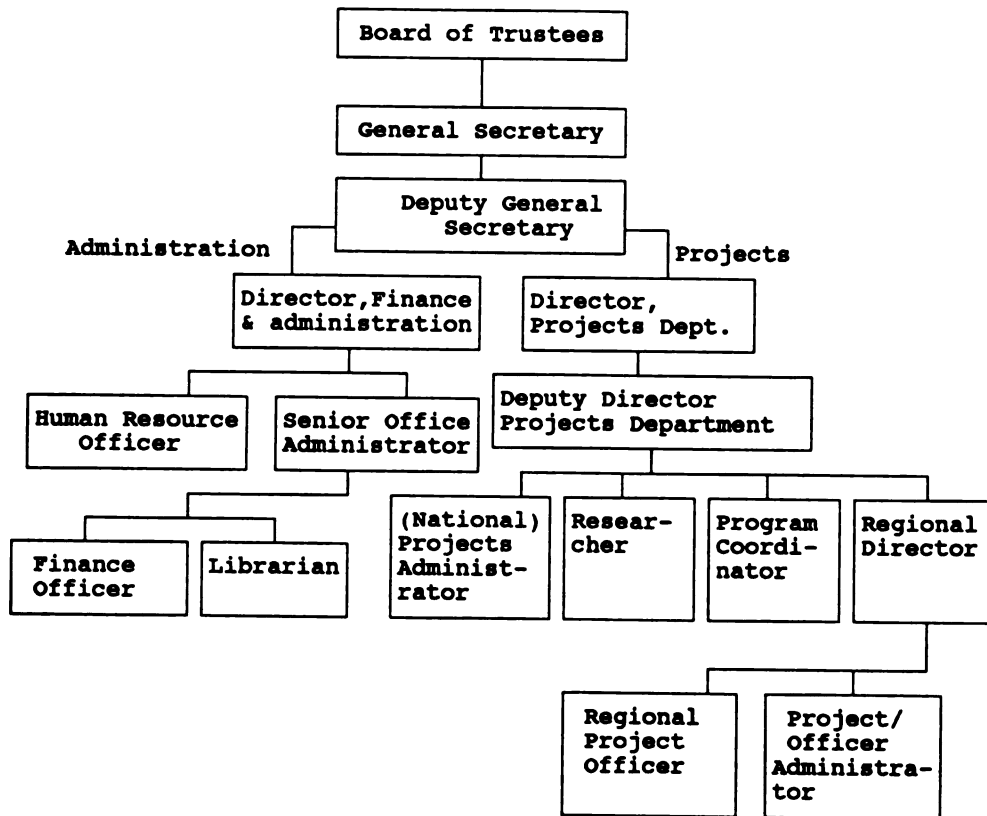 Board of Trustees
General Secretary
Deputy General
Secretary
Administration
Projects
Director,Finance
& administration
Director,
Projects Dept.
Human Resource
Officer
Senior Office
Administrator
Deputy Director
Projects Department
Finance
Officer
Librarian
(National)
Projects
Administ-
rator
Resear-
cher
Program
Coordi-
nator
Regional
Director
Regional
Project
Officer
Project/
Officer
Administra-
tor